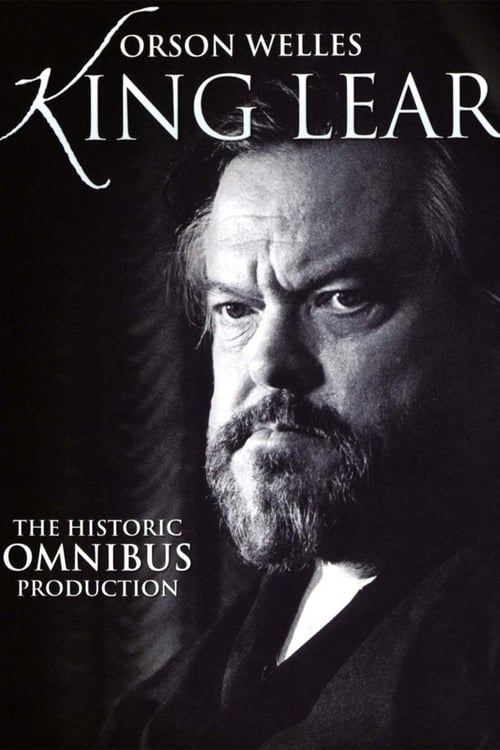 ORSON WELLES
KING LEAR
THE HISTORIC
OMNIBUS
PRODUCTION